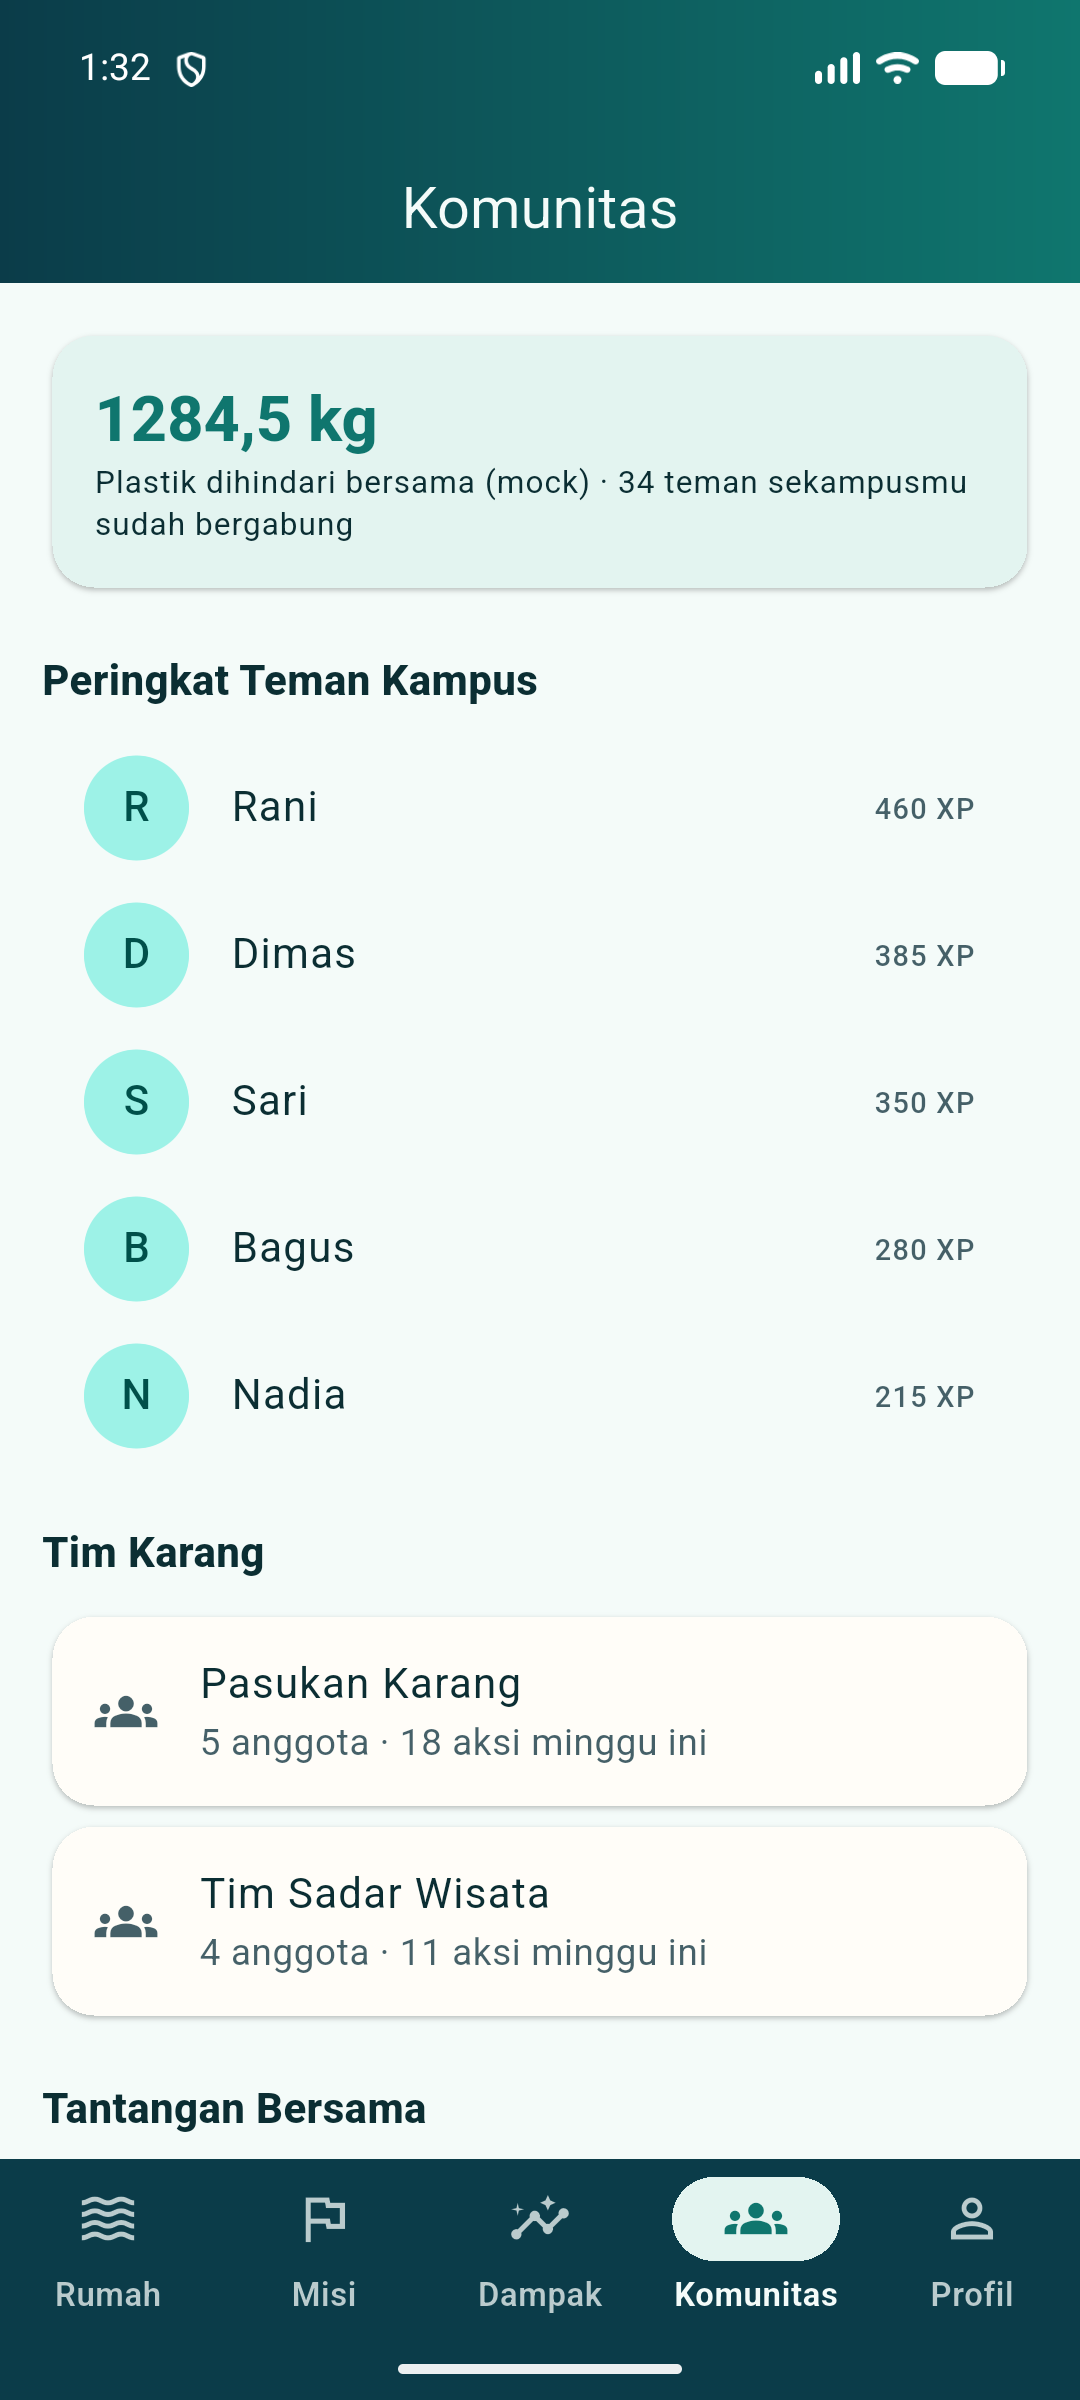 1:32
Komunitas
1284,5 kg
Plastik dihindari bersama (mock) · 34 teman sekampusmu
sudah bergabung
Peringkat Teman Kampus
R Rani 460 XP
D Dimas 385 XP
S Sari 350 XP
B Bagus 280 XP
N Nadia 215 XP
Tim Karang
Pasukan Karang
5 anggota · 18 aksi minggu ini
Tim Sadar Wisata
4 anggota · 11 aksi minggu ini
Tantangan Bersama
Rumah Misi Dampak Komunitas Profil